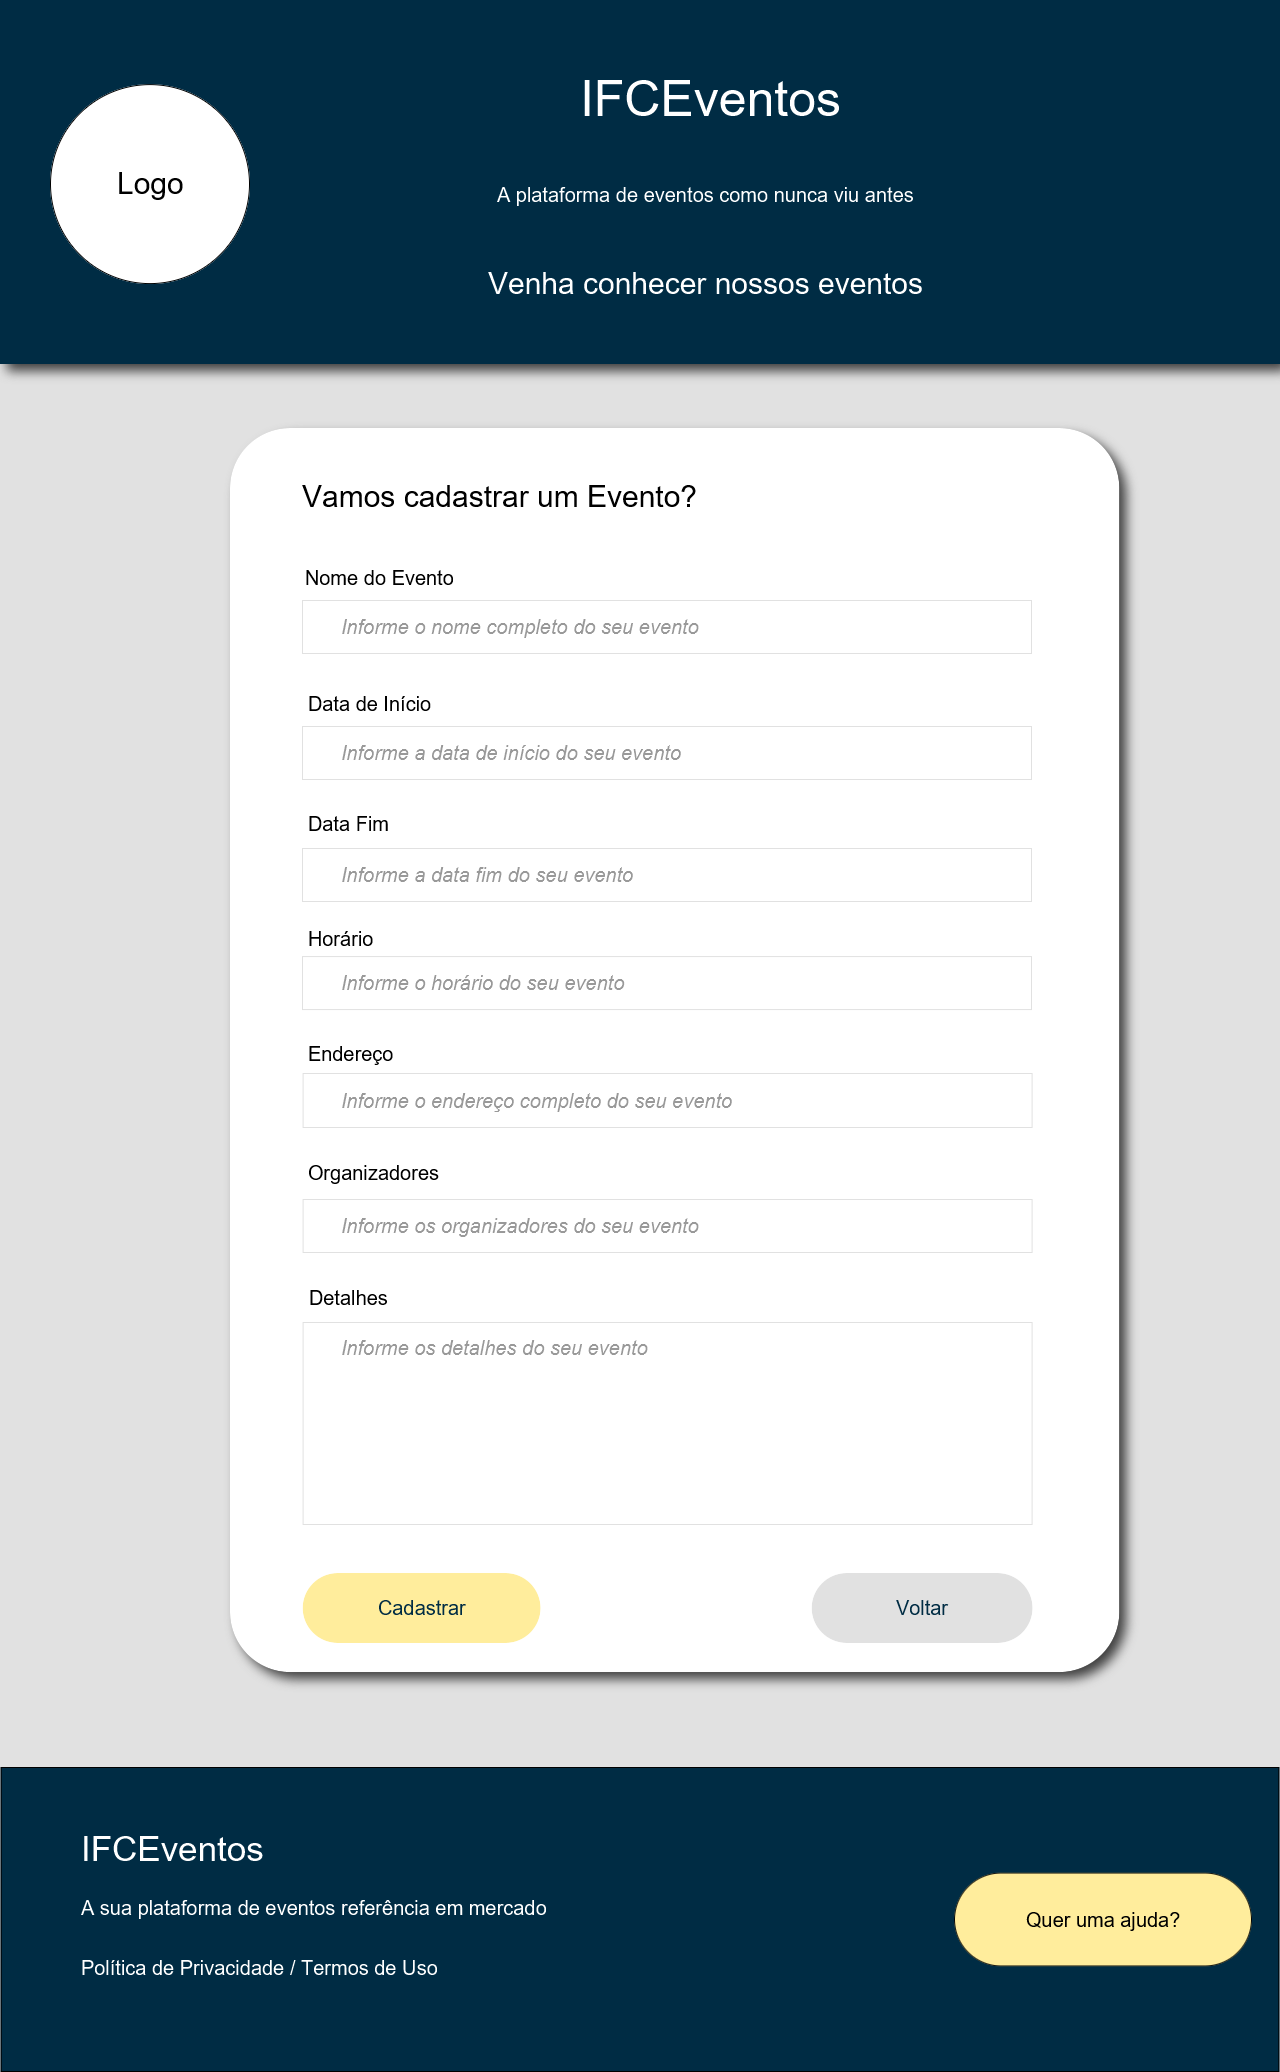 IFCEventos
Logo
A plataforma de eventos como nunca viu antes
Venha conhecer nossos eventos
Vamos cadastrar um Evento?
Nome do Evento
Informe o nome completo do seu evento
Data de Início
Informe a data de início do seu evento
Data Fim
Informe a data fim do seu evento
Horário
Informe o horário do seu evento
Endereço
Informe o endereço completo do seu evento
Organizadores
Informe os organizadores do seu evento
Detalhes
Informe os detalhes do seu evento
Cadastrar
Voltar
IFCEventos
A sua plataforma de eventos referência em mercado
Quer uma ajuda?
Política de Privacidade / Termos de Uso